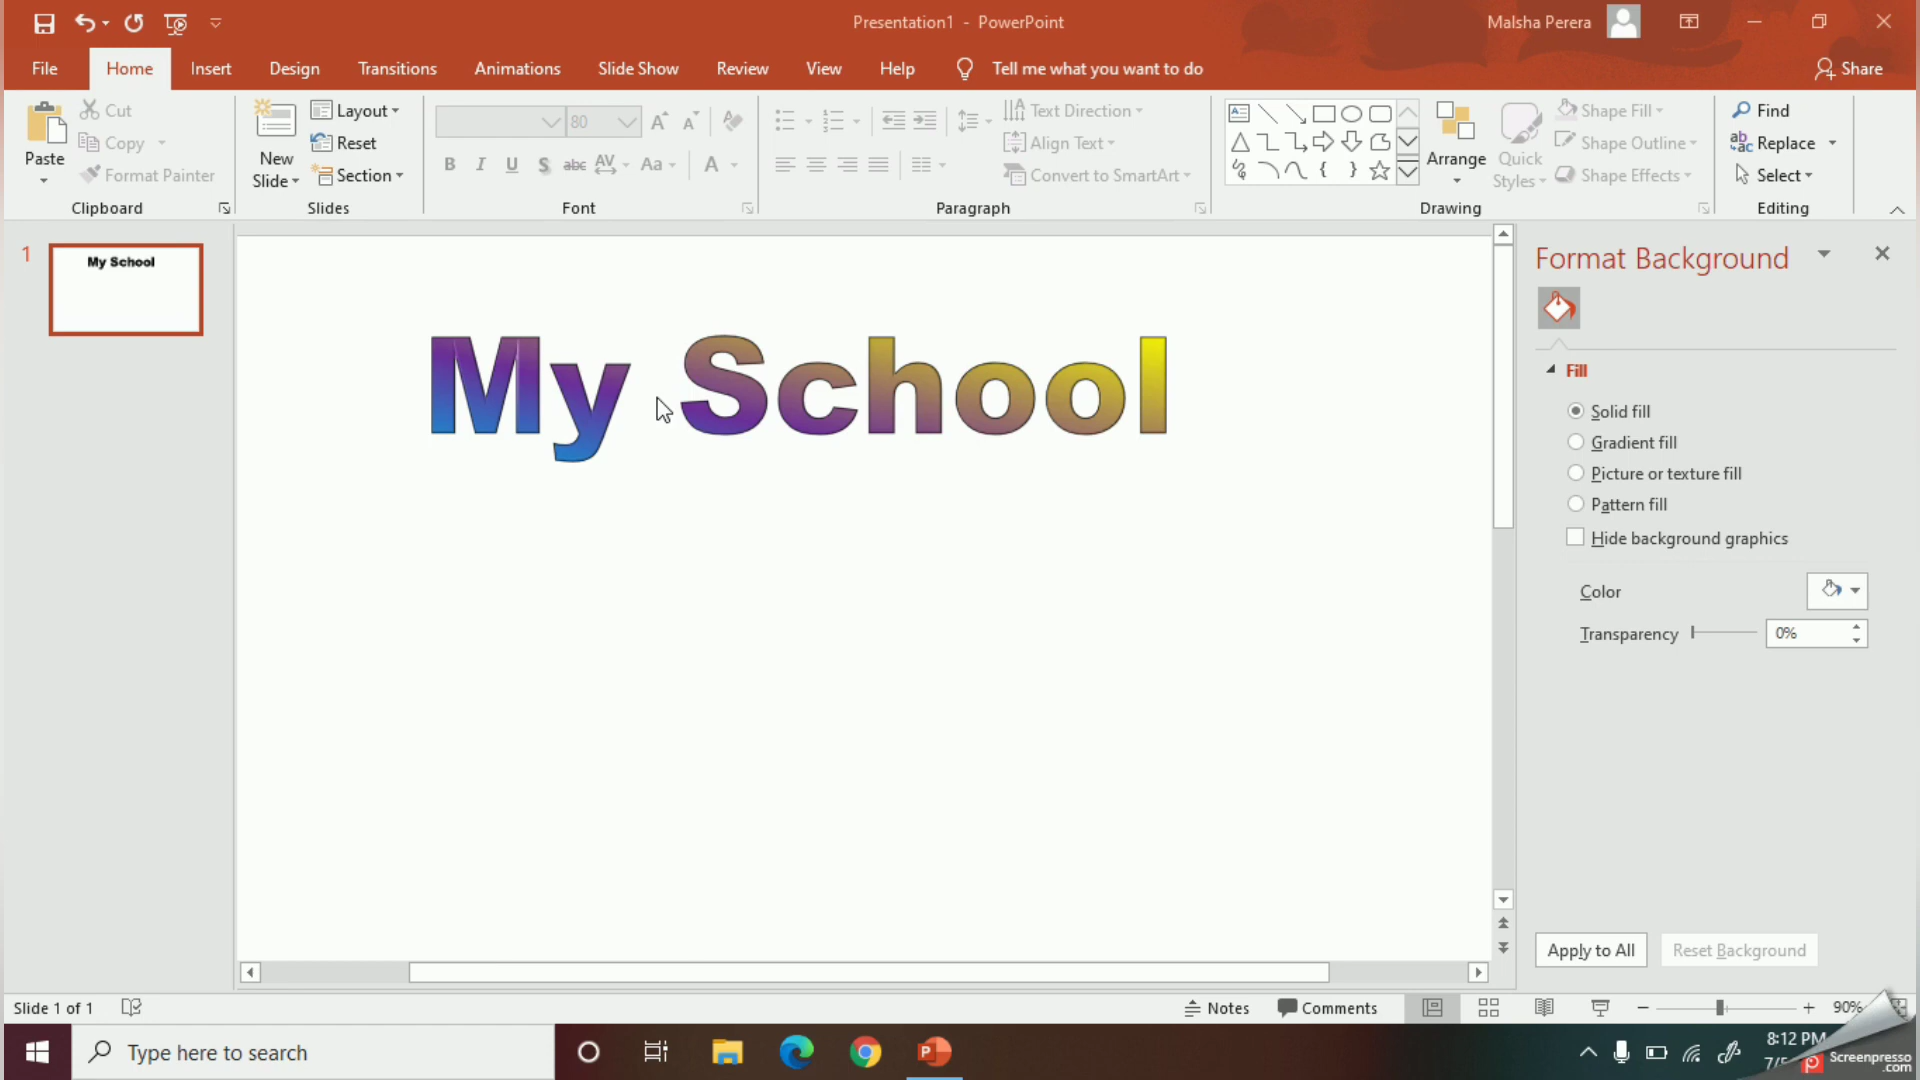 Presentation1 - PowerPoint
Malsha Perera
File Home Insert Design Transitions Animations Slide Show Review View Help Tell me what you want to do Share
Paste
Cut
Copy
Format Painter
Clipboard
New Slide
Layout
Reset
Section
Slides
80
B I U S abc AV Aa A
Font
Text Direction
Align Text
Convert to SmartArt
Paragraph
Arrange
Quick Styles
Shape Fill
Shape Outline
Shape Effects
Drawing
Find
Replace
Select
Editing
1
My School
My School
Format Background
Fill
Solid fill
Gradient fill
Picture or texture fill
Pattern fill
Hide background graphics
Color
Transparency 0%
Apply to All Reset Background
Slide 1 of 1
Notes Comments 90%
Type here to search
8:12 PM
Screenpresso
.com